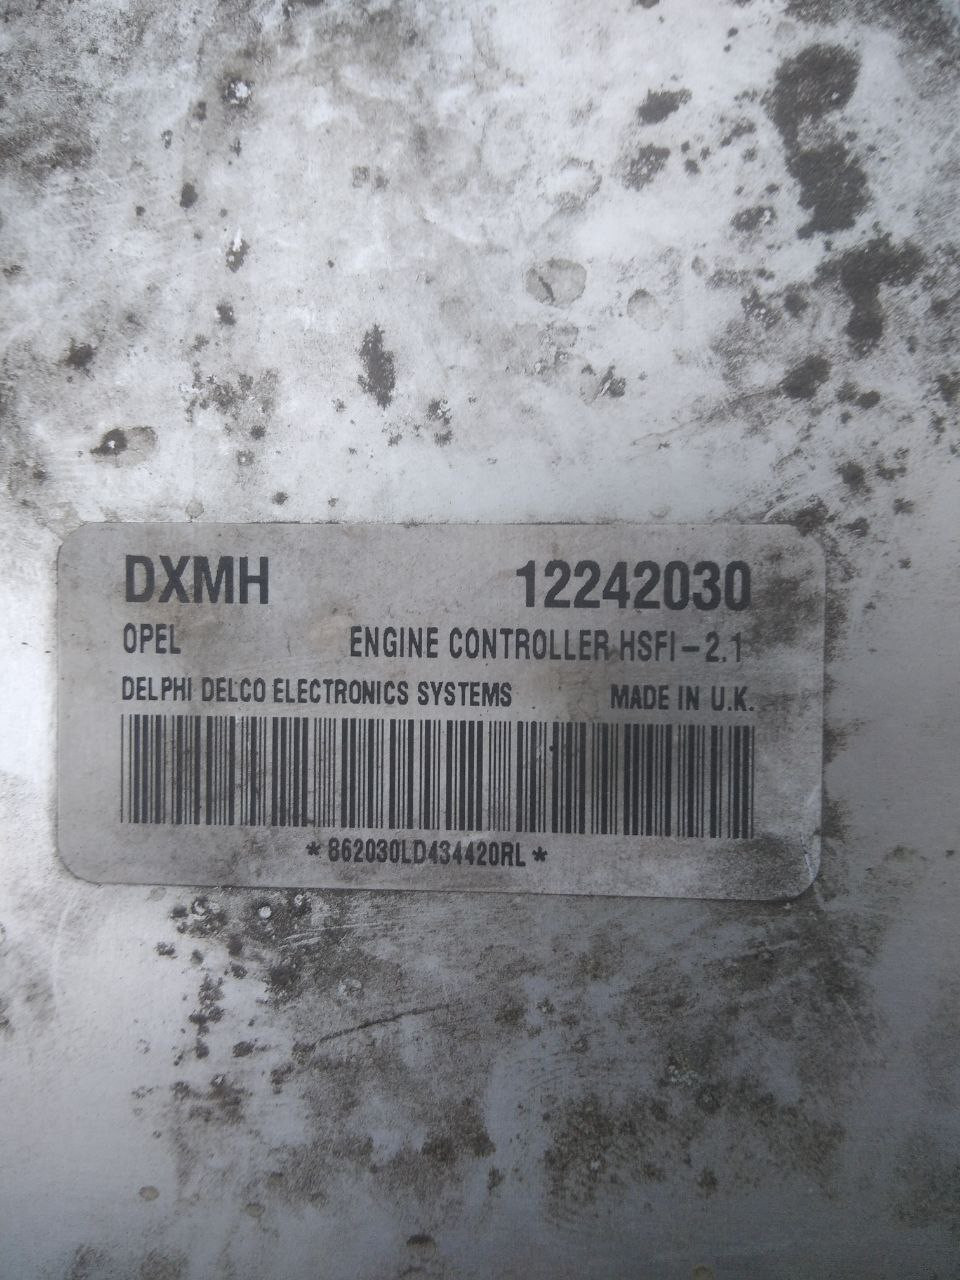 DXMH 12242030
OPEL ENGINE CONTROLLER HSFI-2.1
DELPHI DELCO ELECTRONICS SYSTEMS MADE IN U.K.
*862030LD434420RL*